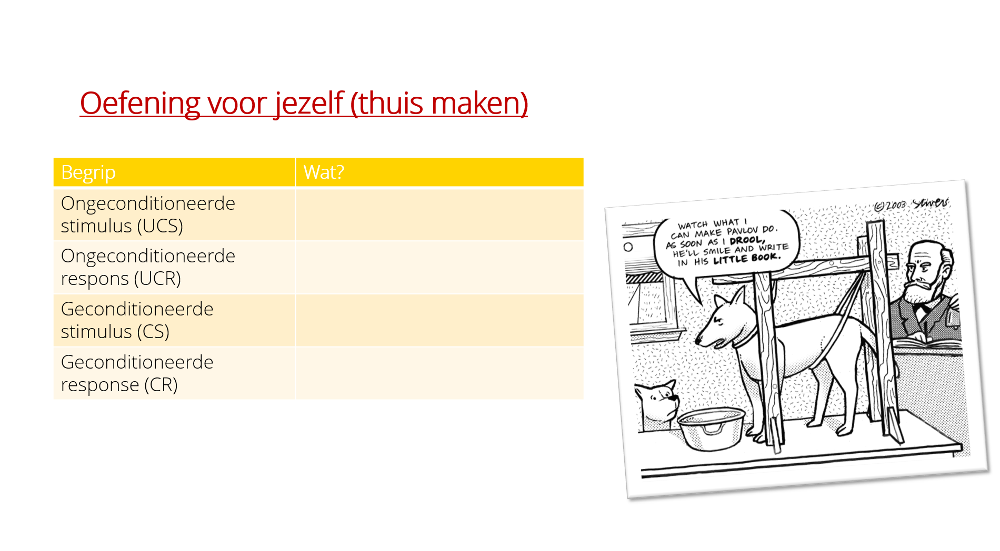 Oefening voor jezelf (thuis maken)
Begrip
Wat?
Ongeconditioneerde
stimulus (UCS)
Ongeconditioneerde
respons (UCR)
Geconditioneerde
stimulus (CS)
Geconditioneerde
response (CR)
©2003 Stivers
WATCH WHAT I
CAN MAKE PAVLOV DO.
AS SOON AS I DROOL,
HE'LL SMILE AND WRITE
IN HIS LITTLE BOOK.